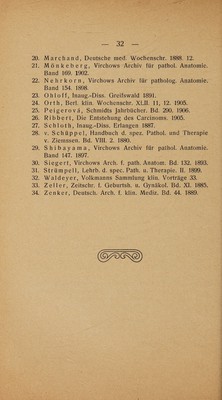 — 32 —
20. Marchand, Deutsche med. Wochenschr. 1888. 12.
21. Mönkeberg, Virchows Archiv für pathol. Anatomie.
Band 169. 1902.
22. Nehrkorn, Virchows Archiv für patholog. Anatomie.
Band 154. 1898.
23. Ohloff, Inaug.-Diss. Greifswald 1891.
24. Orth, Berl. klin. Wochenschr. XLII. 11, 12. 1905.
25. Peigerová, Schmidts Jahrbücher. Bd. 290. 1906.
26. Ribbert, Die Entstehung des Carcinoms. 1905.
27. Schloth, Inaug.-Diss. Erlangen 1887.
28. v. Schüppel, Handbuch d. spez. Pathol. und Therapie
v. Ziemssen. Bd. VIII. 2. 1880.
29. Shibayama, Virchows Archiv für pathol. Anatomie.
Band 147. 1897.
30. Siegert, Virchows Arch. f. path. Anatom. Bd. 132. 1893.
31. Strümpell, Lehrb. d. spez. Path. u. Therapie. II. 1899.
32. Waldeyer, Volkmanns Sammlung klin. Vorträge 33.
33. Zeller, Zeitschr. f. Geburtsh. u. Gynäkol. Bd. XI. 1885.
34. Zenker, Deutsch. Arch. f. klin. Mediz. Bd. 44. 1889.